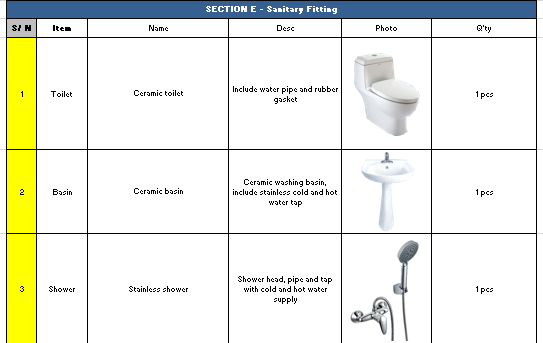 SECTION E - Sanitary Fitting
S/ N Item Name Desc Photo Q'ty
1 Toilet Ceramic toilet Include water pipe and rubber
gasket 1 pcs
2 Basin Ceramic basin Ceramic washing basin,
include stainless cold and hot
water tap 1 pcs
3 Shower Stainless shower Shower head, pipe and tap
with cold and hot water
supply 1 pcs